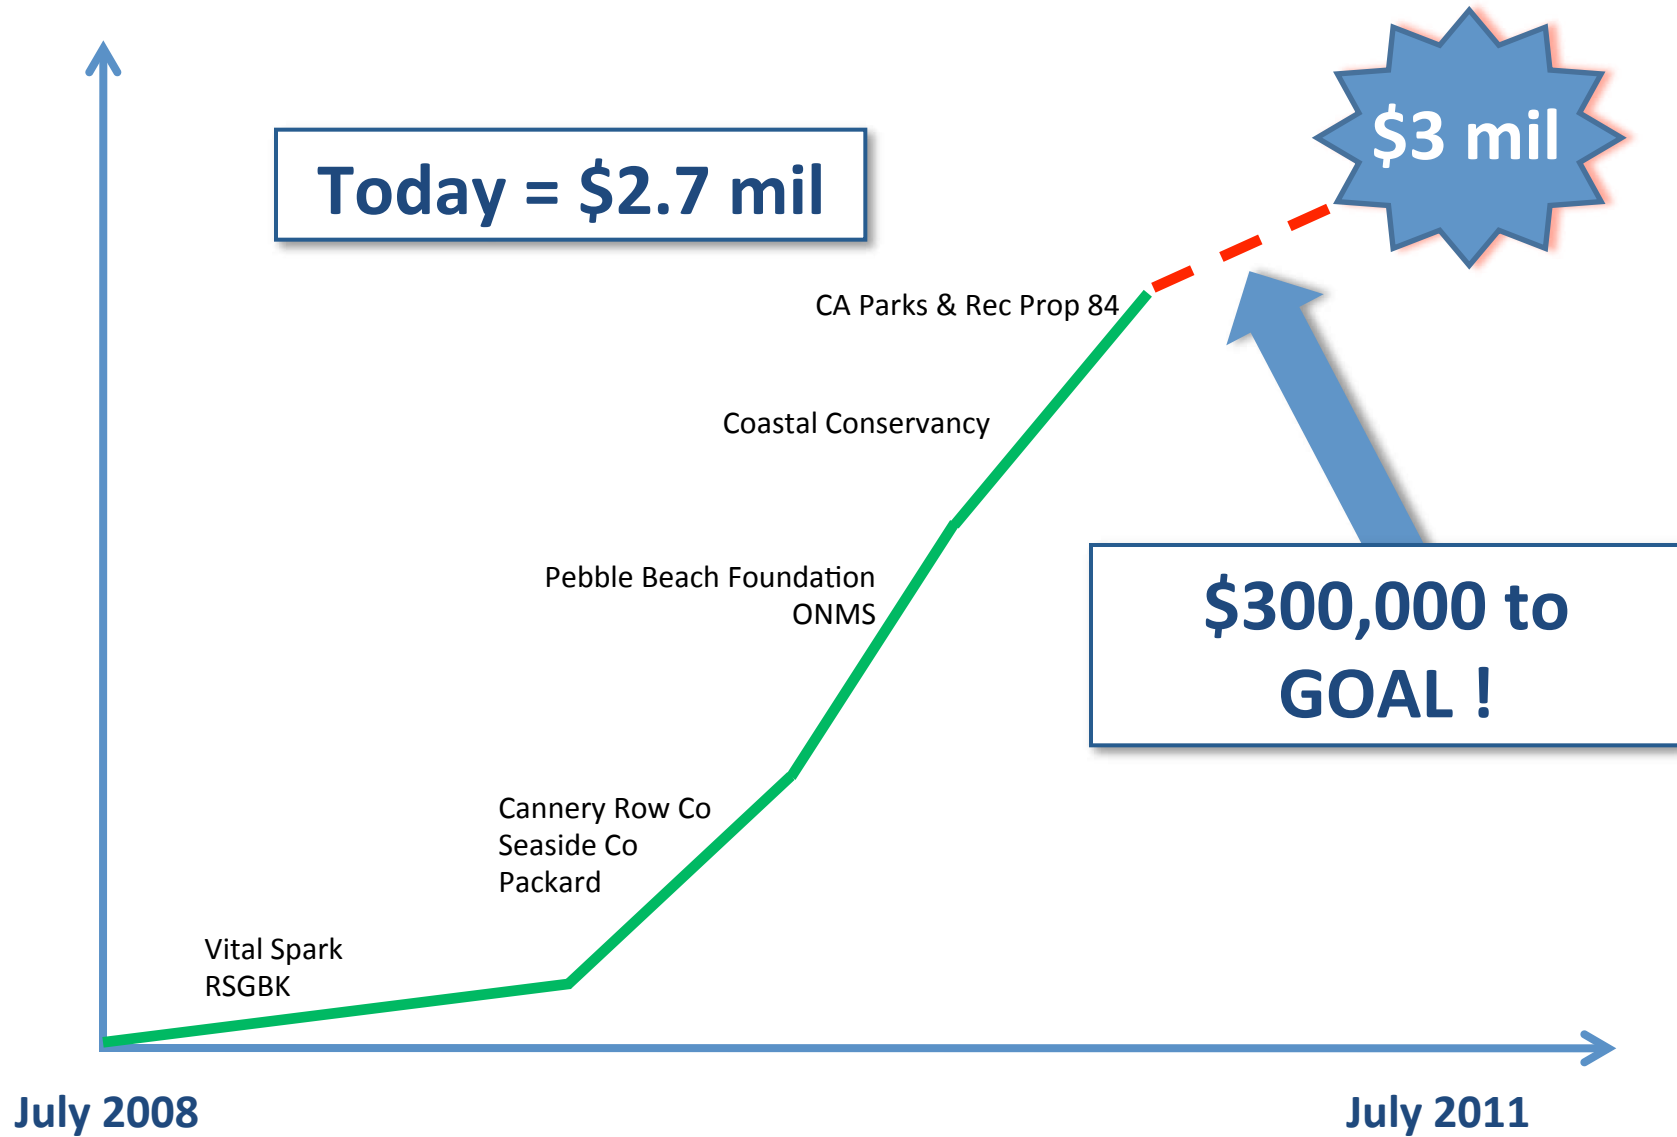 $3 mil
Today = $2.7 mil
CA Parks & Rec Prop 84
Coastal Conservancy
Pebble Beach Foundation
ONMS
$300,000 to
GOAL !
Cannery Row Co
Seaside Co
Packard
Vital Spark
RSGBK
July 2008
July 2011